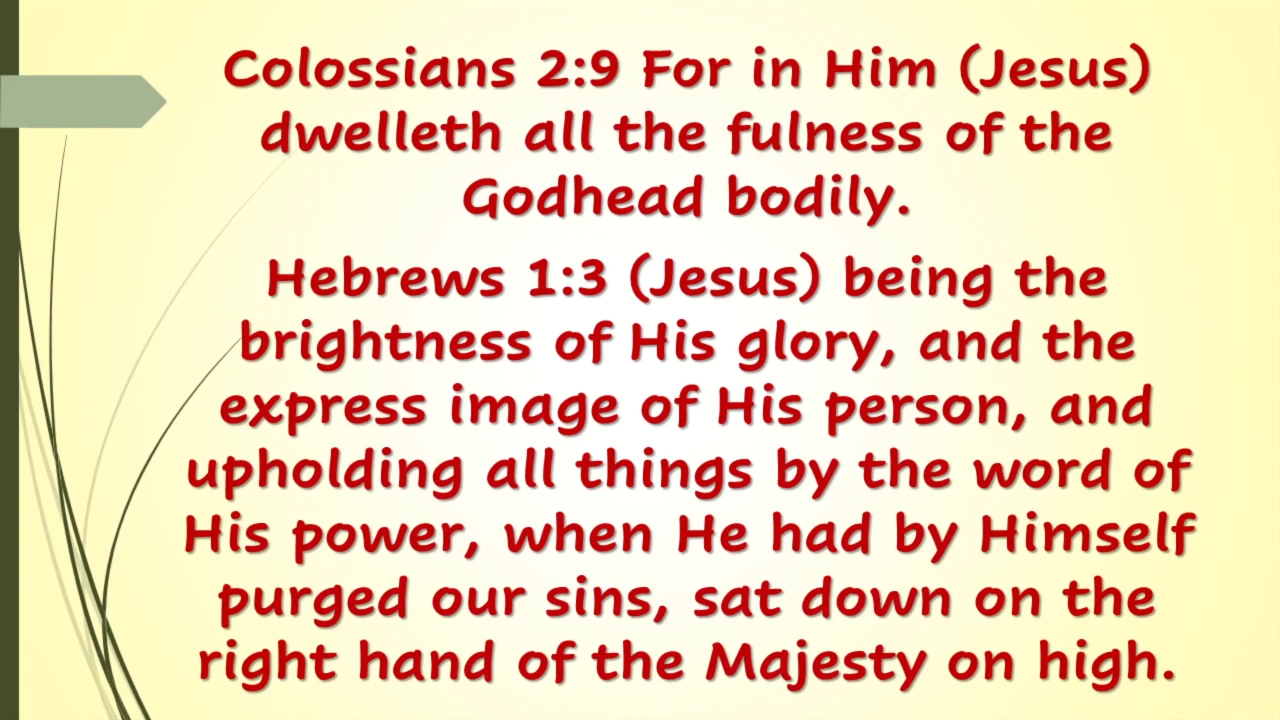 Colossians 2:9 For in Him (Jesus)
dwelleth all the fulness of the
Godhead bodily.
Hebrews 1:3 (Jesus) being the
brightness of His glory, and the
express image of His person, and
upholding all things by the word of
His power, when He had by Himself
purged our sins, sat down on the
right hand of the Majesty on high.